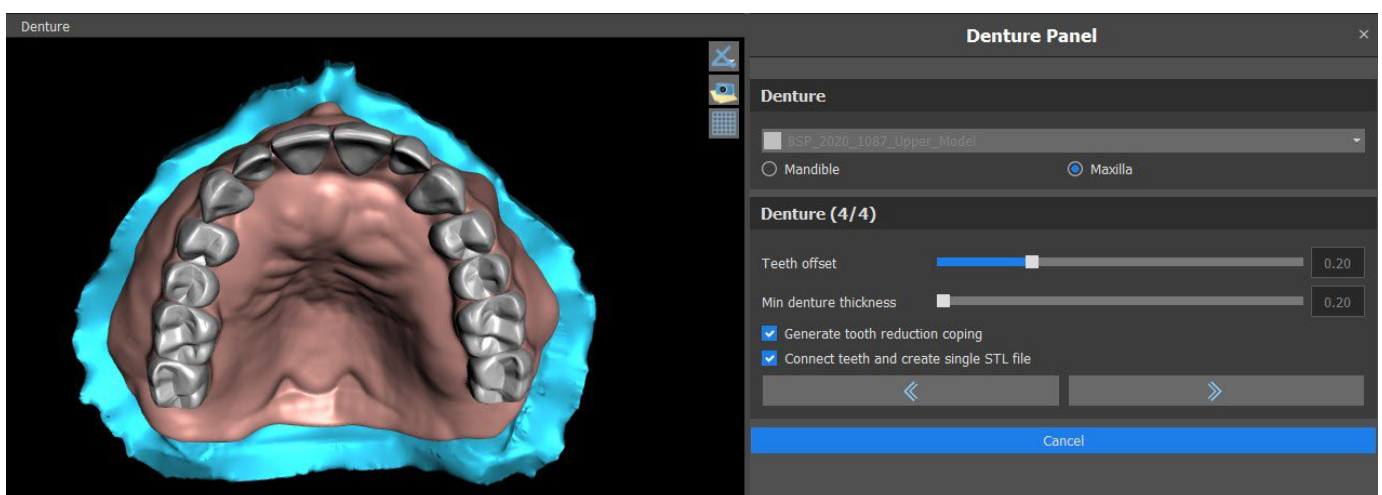 Denture
Denture Panel
Denture
BSP_2020_1087_Upper_Model
Mandible
Maxilla
Denture (4/4)
Teeth offset
0.20
Min denture thickness
0.20
Generate tooth reduction coping
Connect teeth and create single STL file
Cancel